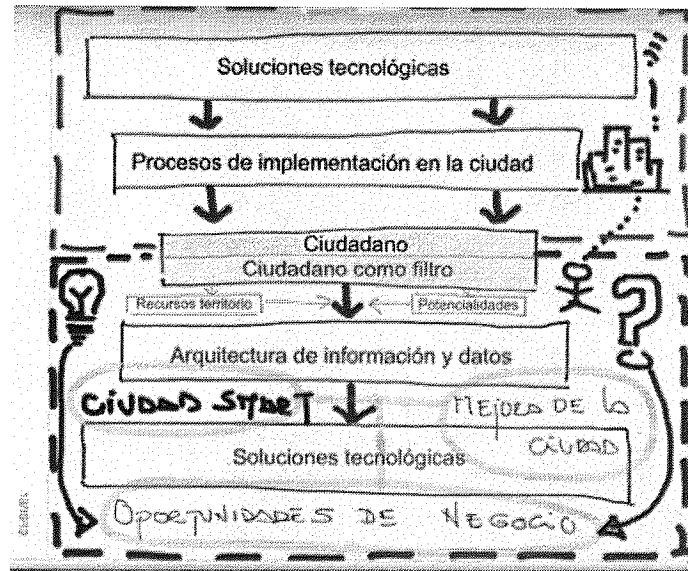 Soluciones tecnológicas
Procesos de implementación en la ciudad
Ciudadano
Ciudadano como filtro
Recursos territorio
Potencialidades
Arquitectura de información y datos
CIUDAD SMART
MEJORA DE LA
CIUDAD
Soluciones tecnológicas
OPORTUNIDADES DE NEGOCIO